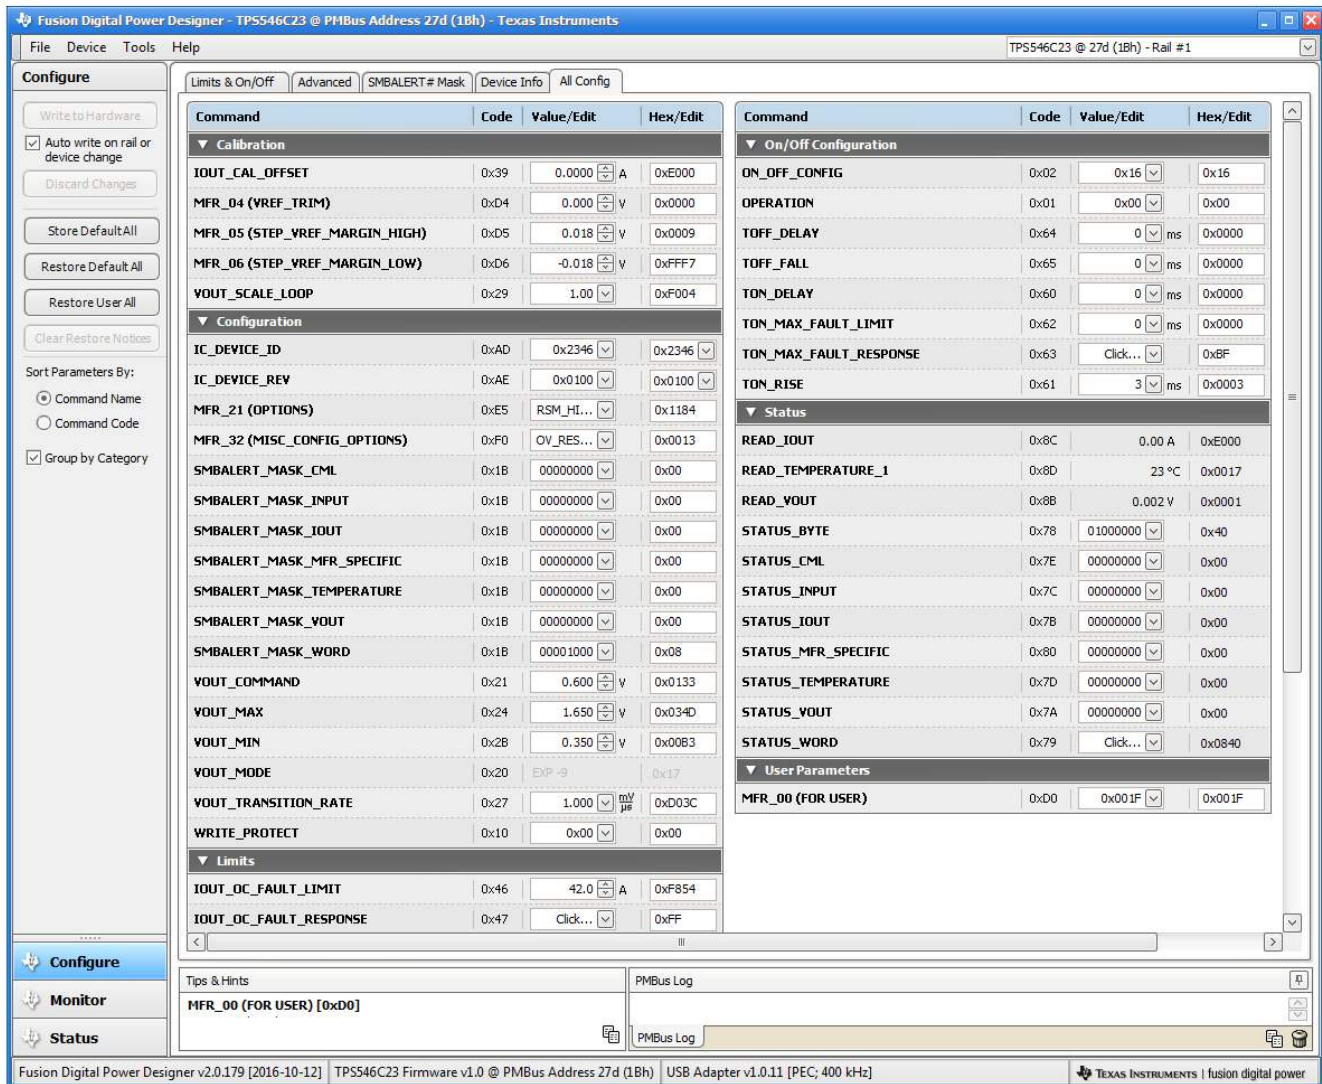 Fusion Digital Power Designer - TPS546C23 @ PMBus Address 27d (1Bh) - Texas Instruments
File Device Tools Help
TPS546C23 @ 27d (1Bh) - Rail #1
Configure
Write to Hardware
Auto write on rail or
device change
Discard Changes
Store Default All
Restore Default All
Restore User All
Clear Restore Notices
Sort Parameters By:
Command Name
Command Code
Group by Category
Configure
Monitor
Status
Limits & On/Off Advanced SMBALERT# Mask Device Info All Config
Command Code Value/Edit Hex/Edit
Calibration
IOUT_CAL_OFFSET 0x39 0.0000 A 0xE000
MFR_04 (VREF_TRIM) 0xD4 0.000 V 0x0000
MFR_05 (STEP_VREF_MARGIN_HIGH) 0xD5 0.018 V 0x0009
MFR_06 (STEP_VREF_MARGIN_LOW) 0xD6 -0.018 V 0xFFF7
VOUT_SCALE_LOOP 0x29 1.00 0xF004
Configuration
IC_DEVICE_ID 0xAD 0x2346 0x2346
IC_DEVICE_REV 0xAE 0x0100 0x0100
MFR_21 (OPTIONS) 0xE5 RSM_HI... 0x1184
MFR_32 (MISC_CONFIG_OPTIONS) 0xF0 OV_RES... 0x0013
SMBALERT_MASK_CML 0x1B 00000000 0x00
SMBALERT_MASK_INPUT 0x1B 00000000 0x00
SMBALERT_MASK_IOUT 0x1B 00000000 0x00
SMBALERT_MASK_MFR_SPECIFIC 0x1B 00000000 0x00
SMBALERT_MASK_TEMPERATURE 0x1B 00000000 0x00
SMBALERT_MASK_VOUT 0x1B 00000000 0x00
SMBALERT_MASK_WORD 0x1B 00001000 0x08
VOUT_COMMAND 0x21 0.600 V 0x0133
VOUT_MAX 0x24 1.650 V 0x034D
VOUT_MIN 0x2B 0.350 V 0x00B3
VOUT_MODE 0x20 EXP -9 0x17
VOUT_TRANSITION_RATE 0x27 1.000 mV/µs 0xD03C
WRITE_PROTECT 0x10 0x00 0x00
Limits
IOUT_OC_FAULT_LIMIT 0x46 42.0 A 0xF854
IOUT_OC_FAULT_RESPONSE 0x47 Click... 0xFF
Command Code Value/Edit Hex/Edit
On/Off Configuration
ON_OFF_CONFIG 0x02 0x16 0x16
OPERATION 0x01 0x00 0x00
TOFF_DELAY 0x64 0 ms 0x0000
TOFF_FALL 0x65 0 ms 0x0000
TON_DELAY 0x60 0 ms 0x0000
TON_MAX_FAULT_LIMIT 0x62 0 ms 0x0000
TON_MAX_FAULT_RESPONSE 0x63 Click... 0xBF
TON_RISE 0x61 3 ms 0x0003
Status
READ_IOUT 0x8C 0.00 A 0xE000
READ_TEMPERATURE_1 0x8D 23 °C 0x0017
READ_VOUT 0x8B 0.002 V 0x0001
STATUS_BYTE 0x78 01000000 0x40
STATUS_CML 0x7E 00000000 0x00
STATUS_INPUT 0x7C 00000000 0x00
STATUS_IOUT 0x7B 00000000 0x00
STATUS_MFR_SPECIFIC 0x80 00000000 0x00
STATUS_TEMPERATURE 0x7D 00000000 0x00
STATUS_VOUT 0x7A 00000000 0x00
STATUS_WORD 0x79 Click... 0x0840
User Parameters
MFR_00 (FOR USER) 0xD0 0x001F 0x001F
Tips & Hints
MFR_00 (FOR USER) [0xD0]
PMBus Log
PMBus Log
Fusion Digital Power Designer v2.0.179 [2016-10-12] TPS546C23 Firmware v1.0 @ PMBus Address 27d (1Bh) USB Adapter v1.0.11 [PEC; 400 kHz] TEXAS INSTRUMENTS | fusion digital power